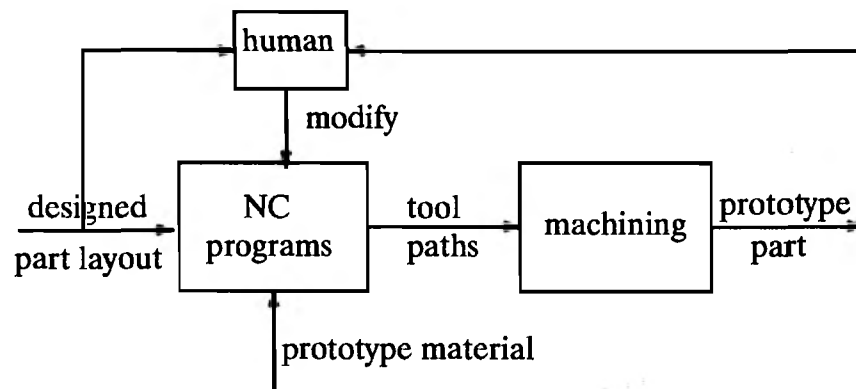 human
modify
designed
part layout
NC
programs
tool
paths
machining
prototype
part
prototype material